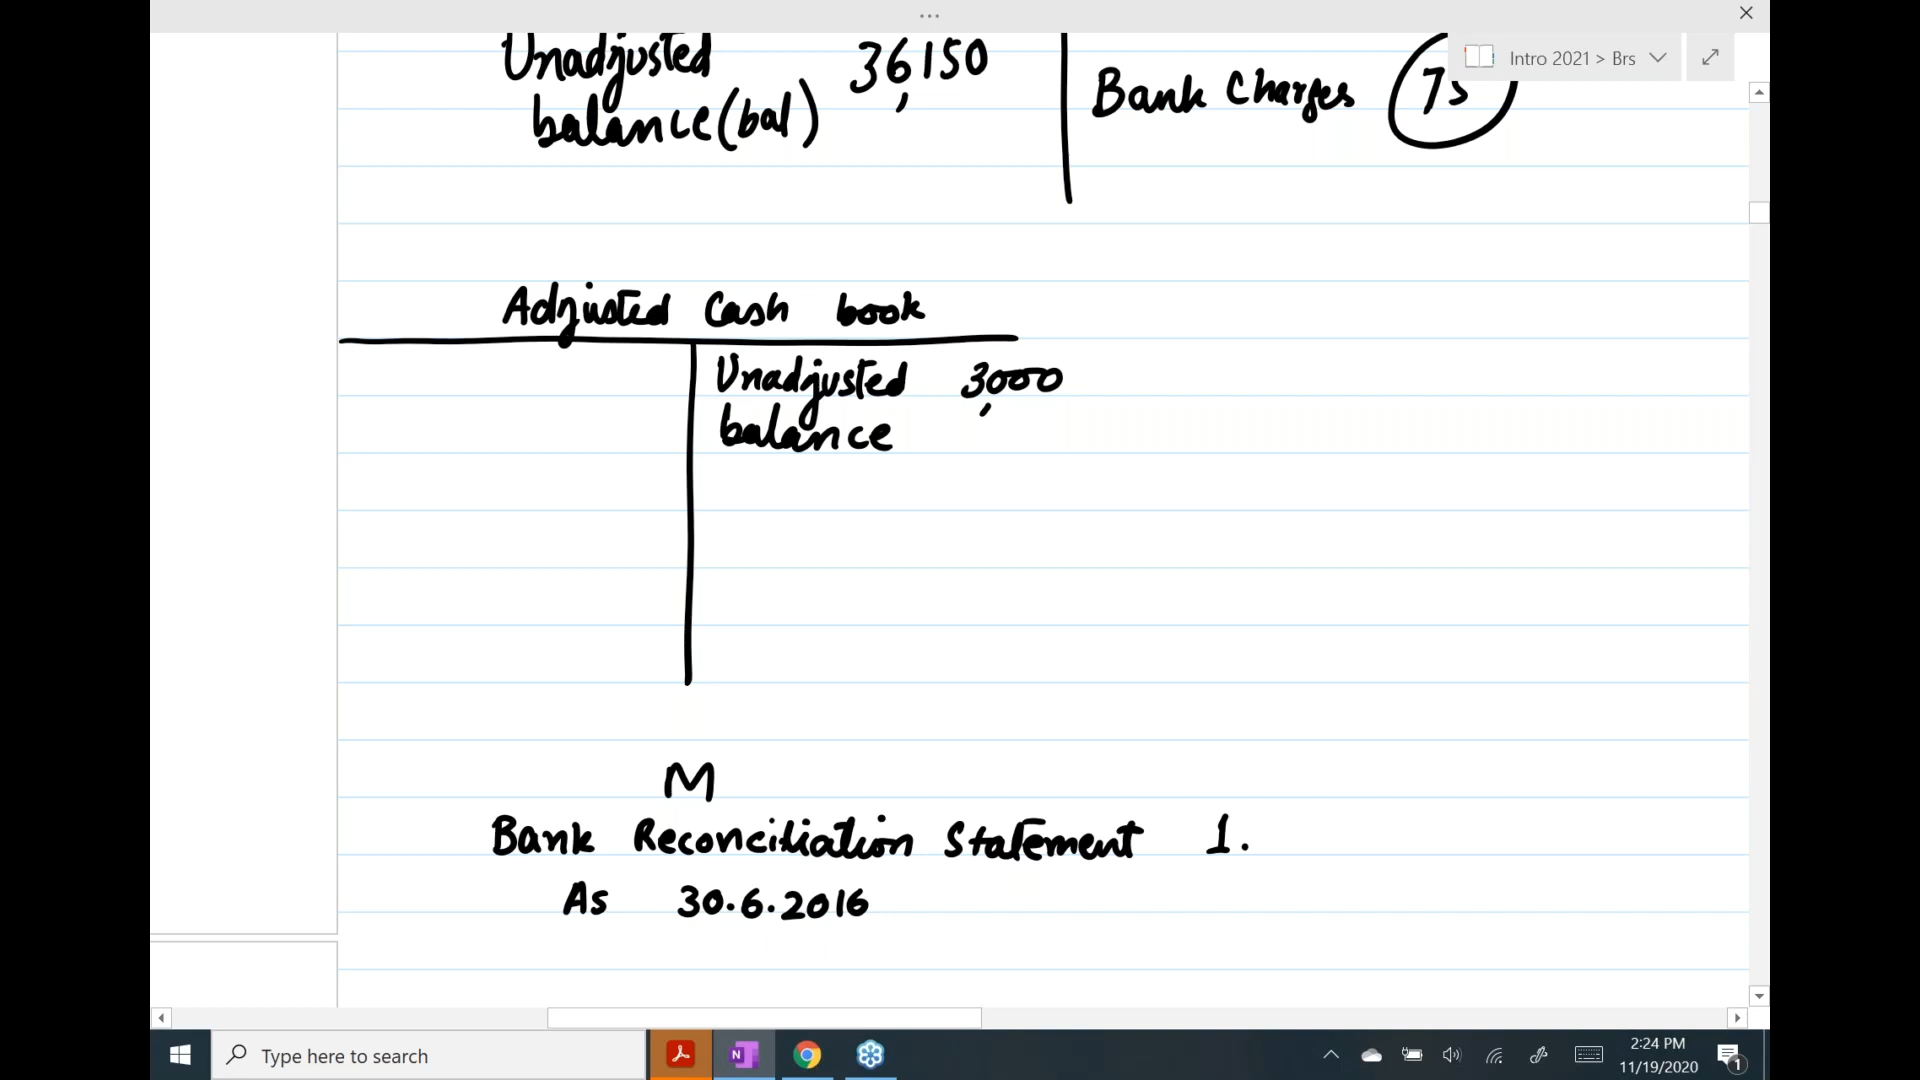 Intro 2021 > Brs
Unadjusted 36,150
balance (bal)
Bank Charges 75
Adjusted Cash book
Unadjusted 3,000
balance
M
Bank Reconciliation Statement 1.
As 30.6.2016
Type here to search
2:24 PM
11/19/2020
1